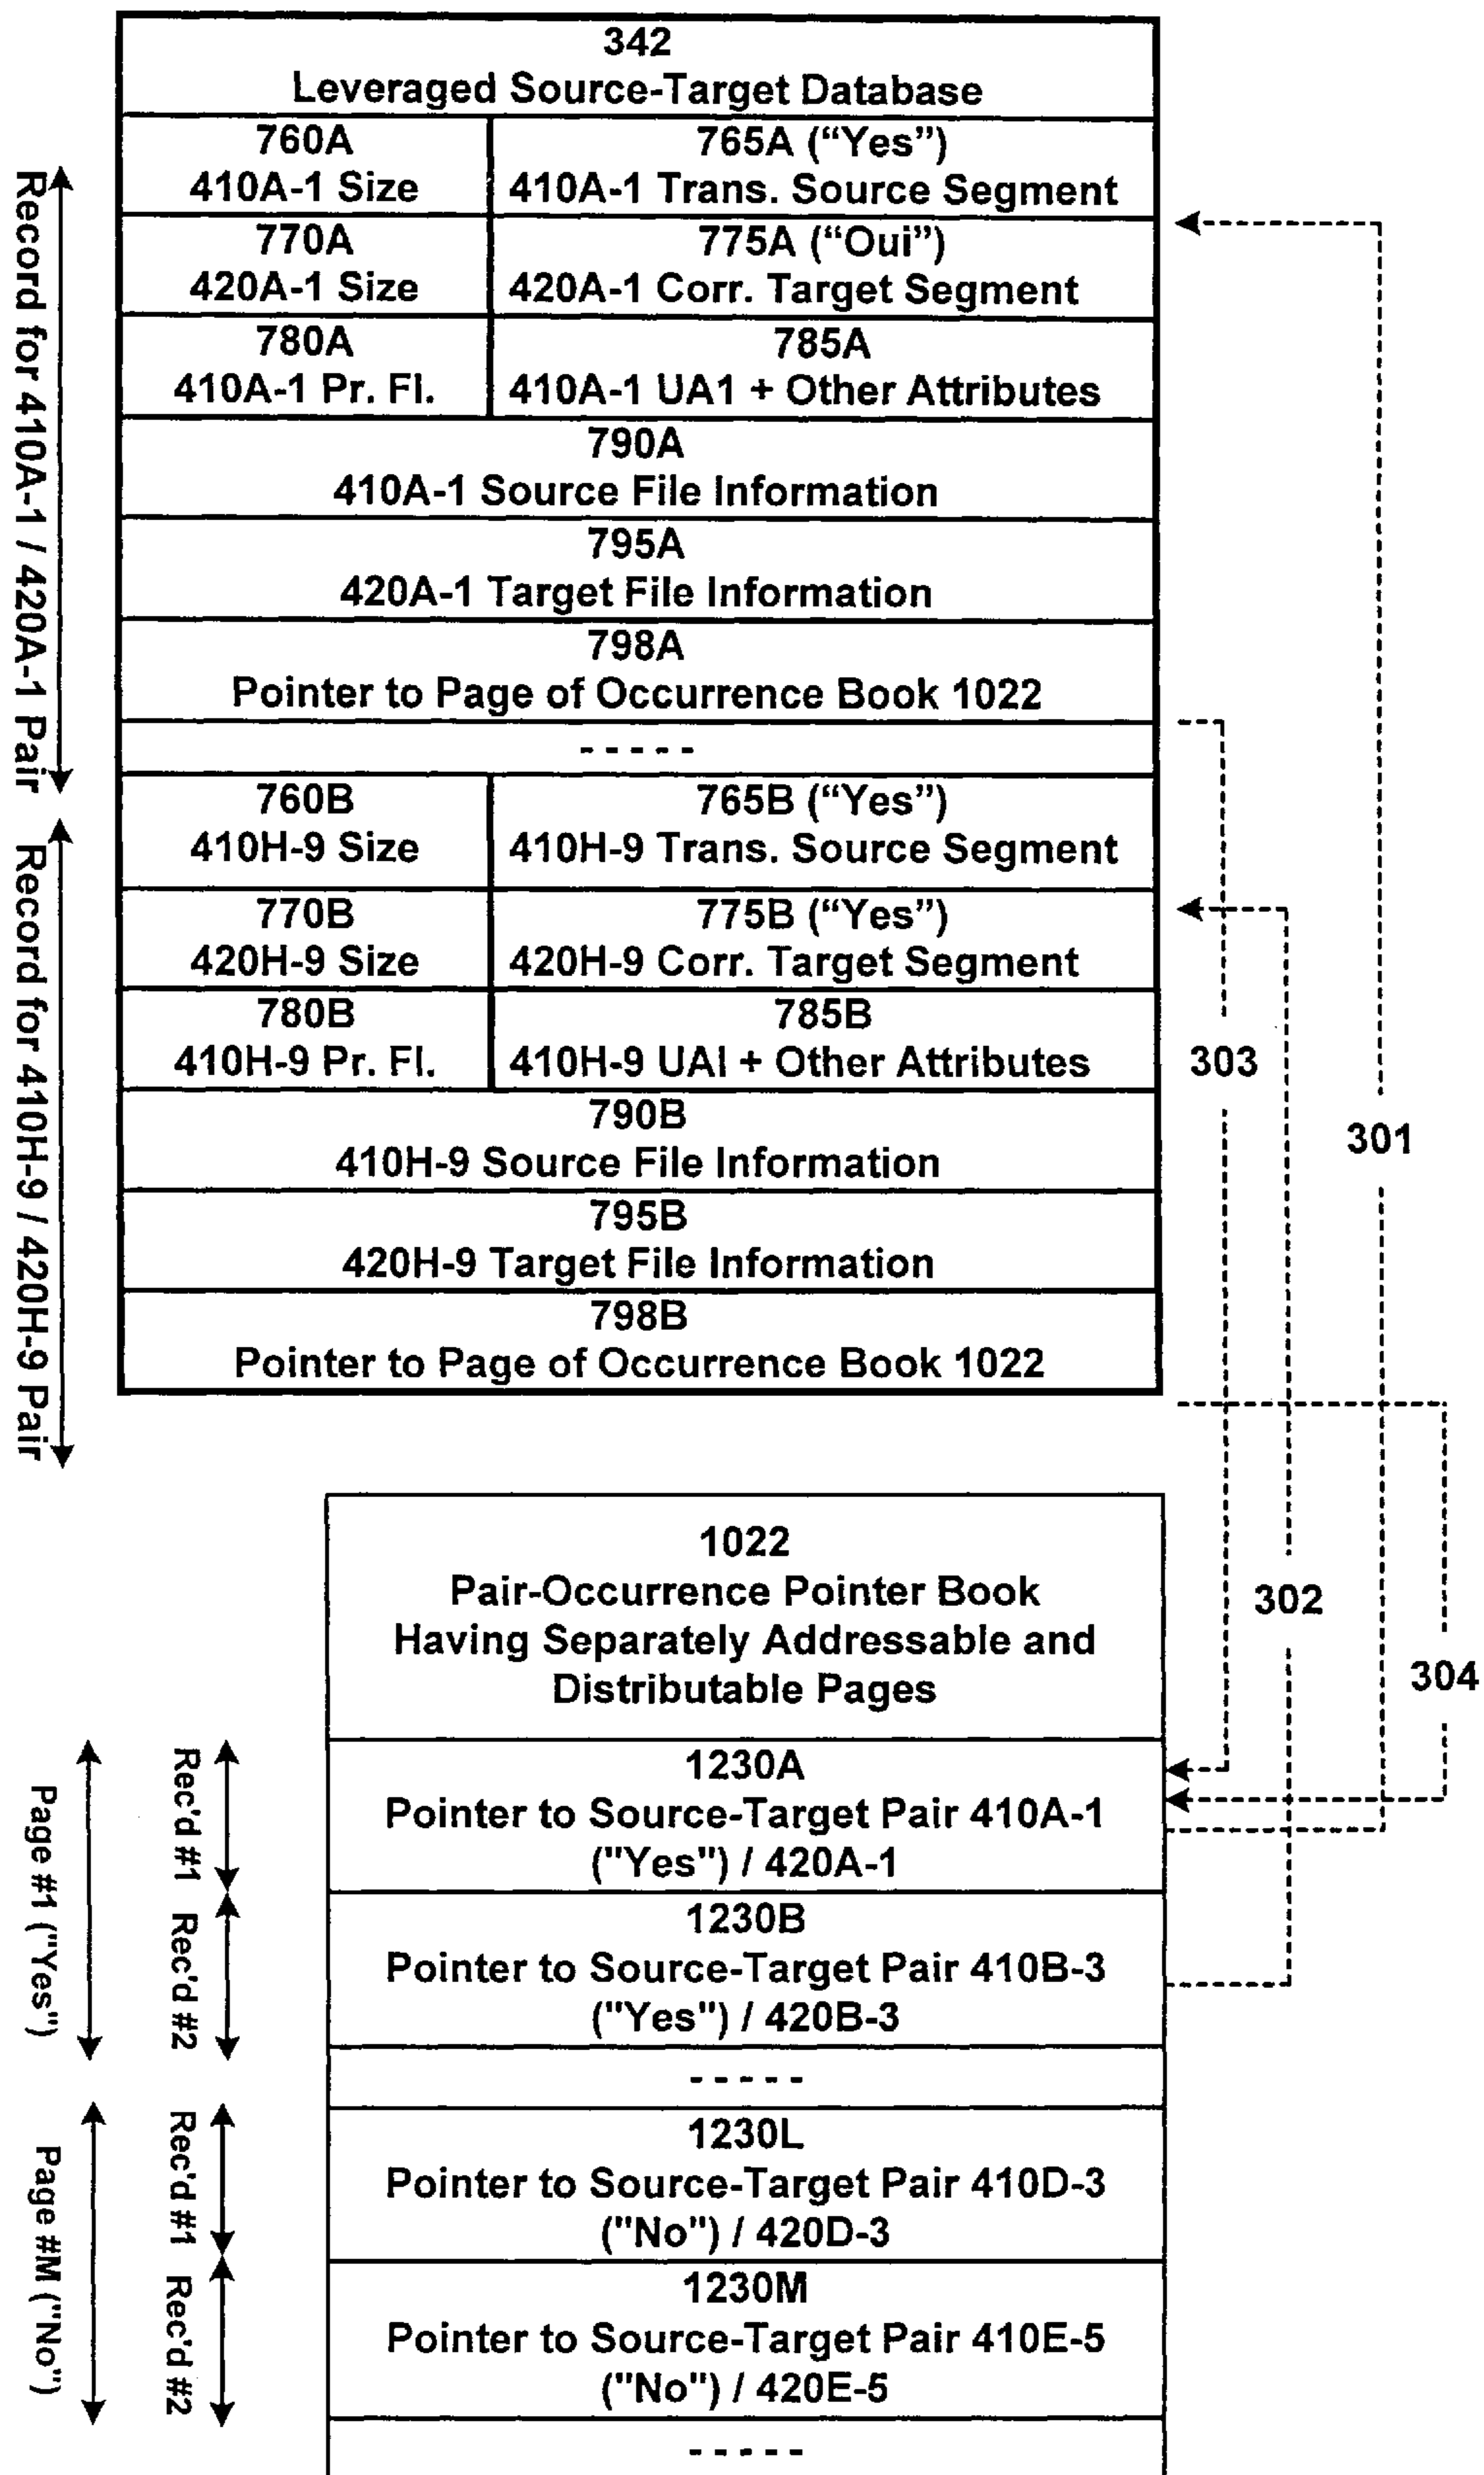 342
Leveraged Source-Target Database
760A
410A-1 Size
765A (“Yes”)
410A-1 Trans. Source Segment
770A
420A-1 Size
775A (“Oui”)
420A-1 Corr. Target Segment
780A
410A-1 Pr. Fl.
785A
410A-1 UA1 + Other Attributes
790A
410A-1 Source File Information
795A
420A-1 Target File Information
798A
Pointer to Page of Occurrence Book 1022
- - - - -
Record for 410A-1 / 420A-1 Pair
760B
410H-9 Size
765B (“Yes”)
410H-9 Trans. Source Segment
770B
420H-9 Size
775B (“Yes”)
420H-9 Corr. Target Segment
780B
410H-9 Pr. Fl.
785B
410H-9 UAI + Other Attributes
790B
410H-9 Source File Information
795B
420H-9 Target File Information
798B
Pointer to Page of Occurrence Book 1022
Record for 410H-9 / 420H-9 Pair
303
301
302
304
1022
Pair-Occurrence Pointer Book
Having Separately Addressable and
Distributable Pages
1230A
Pointer to Source-Target Pair 410A-1
("Yes") / 420A-1
1230B
Pointer to Source-Target Pair 410B-3
("Yes") / 420B-3
- - - - -
Rec'd #1
Rec'd #2
Page #1 ("Yes")
1230L
Pointer to Source-Target Pair 410D-3
("No") / 420D-3
1230M
Pointer to Source-Target Pair 410E-5
("No") / 420E-5
- - - - -
Rec'd #1
Rec'd #2
Page #M ("No")